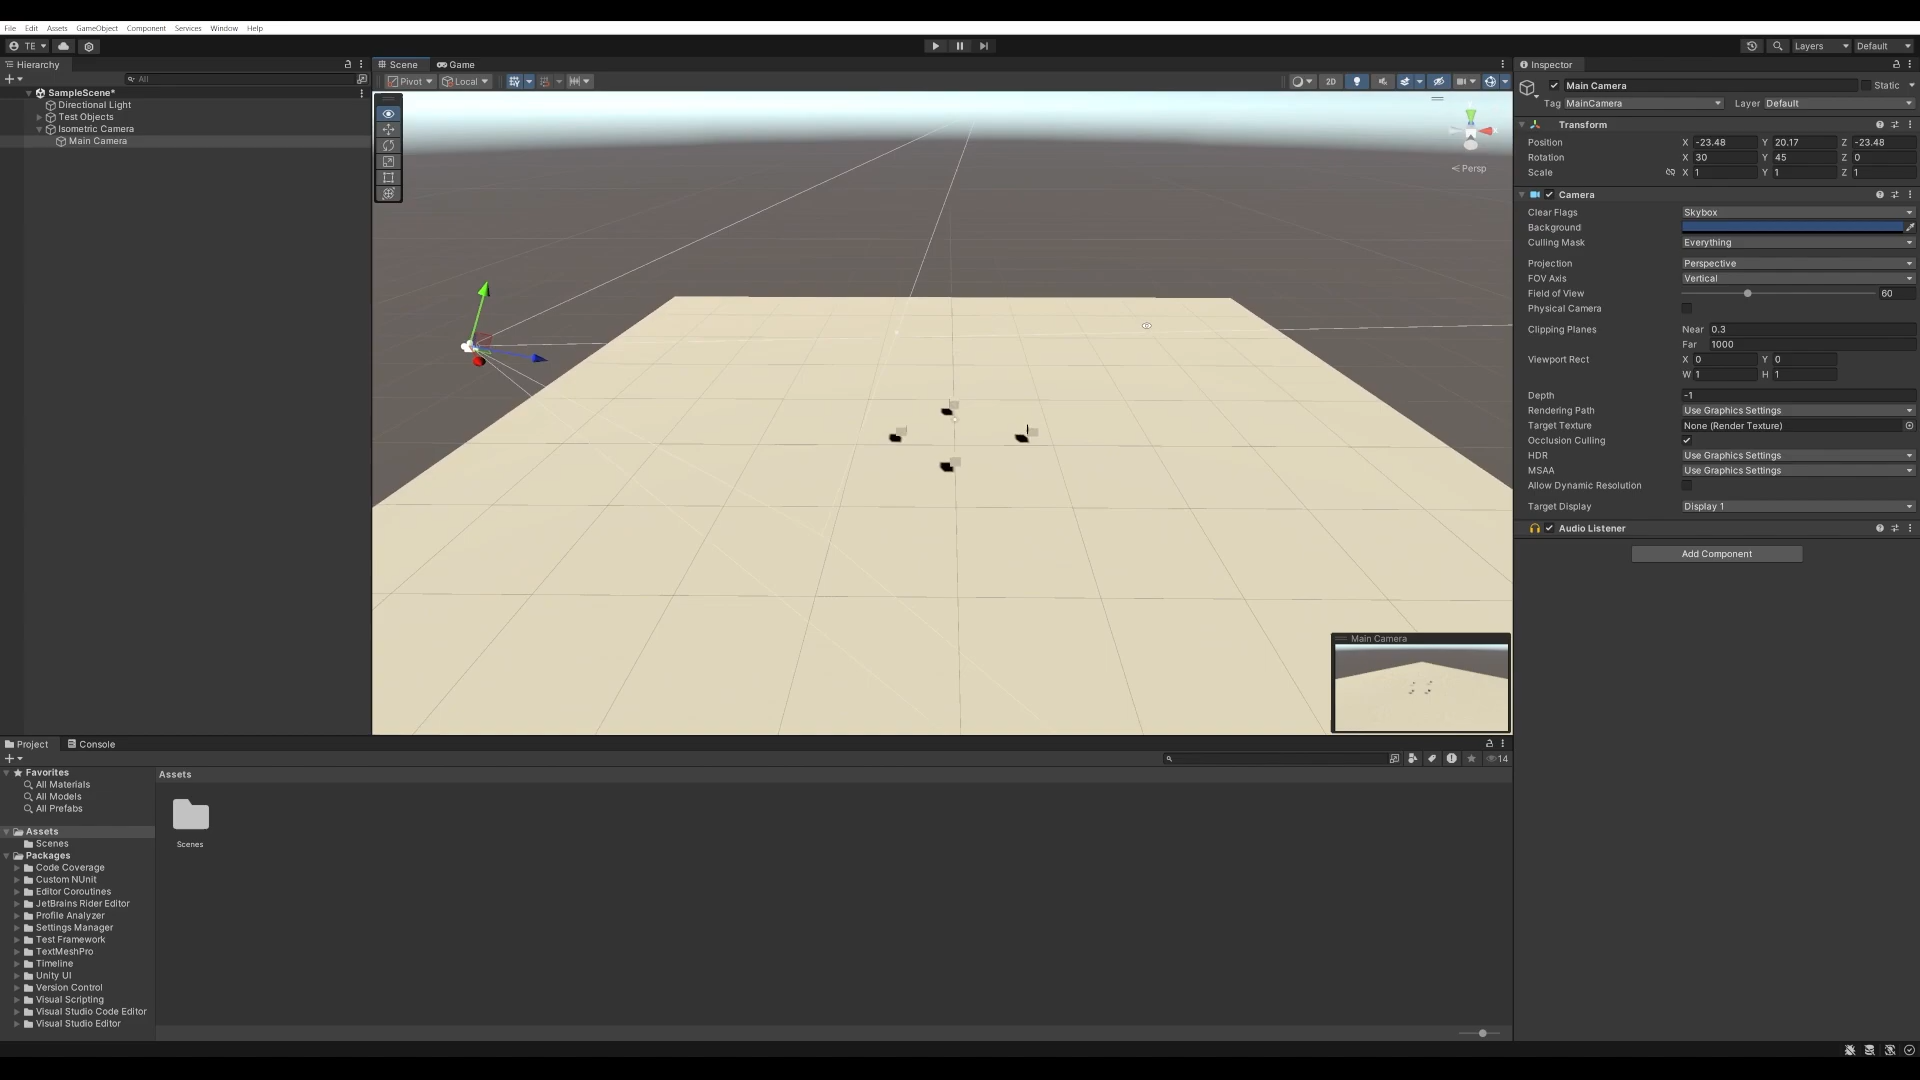 File Edit Assets GameObject Component Services Window Help
TE Layers Default
Hierarchy
All
SampleScene*
Directional Light
Test Objects
Isometric Camera
Main Camera
Scene Game
Pivot Local 2D
Persp
Main Camera
Inspector
Main Camera Static
Tag MainCamera Layer Default
Transform
Position X -23.48 Y 20.17 Z -23.48
Rotation X 30 Y 45 Z 0
Scale X 1 Y 1 Z 1
Camera
Clear Flags Skybox
Background
Culling Mask Everything
Projection Perspective
FOV Axis Vertical
Field of View 60
Physical Camera
Clipping Planes Near 0.3
Far 1000
Viewport Rect X 0 Y 0
W 1 H 1
Depth -1
Rendering Path Use Graphics Settings
Target Texture None (Render Texture)
Occlusion Culling
HDR Use Graphics Settings
MSAA Use Graphics Settings
Allow Dynamic Resolution
Target Display Display 1
Audio Listener
Add Component
Project Console
14
Favorites
All Materials
All Models
All Prefabs
Assets
Scenes
Packages
Code Coverage
Custom NUnit
Editor Coroutines
JetBrains Rider Editor
Profile Analyzer
Settings Manager
Test Framework
TextMeshPro
Timeline
Unity UI
Version Control
Visual Scripting
Visual Studio Code Editor
Visual Studio Editor
Assets
Scenes